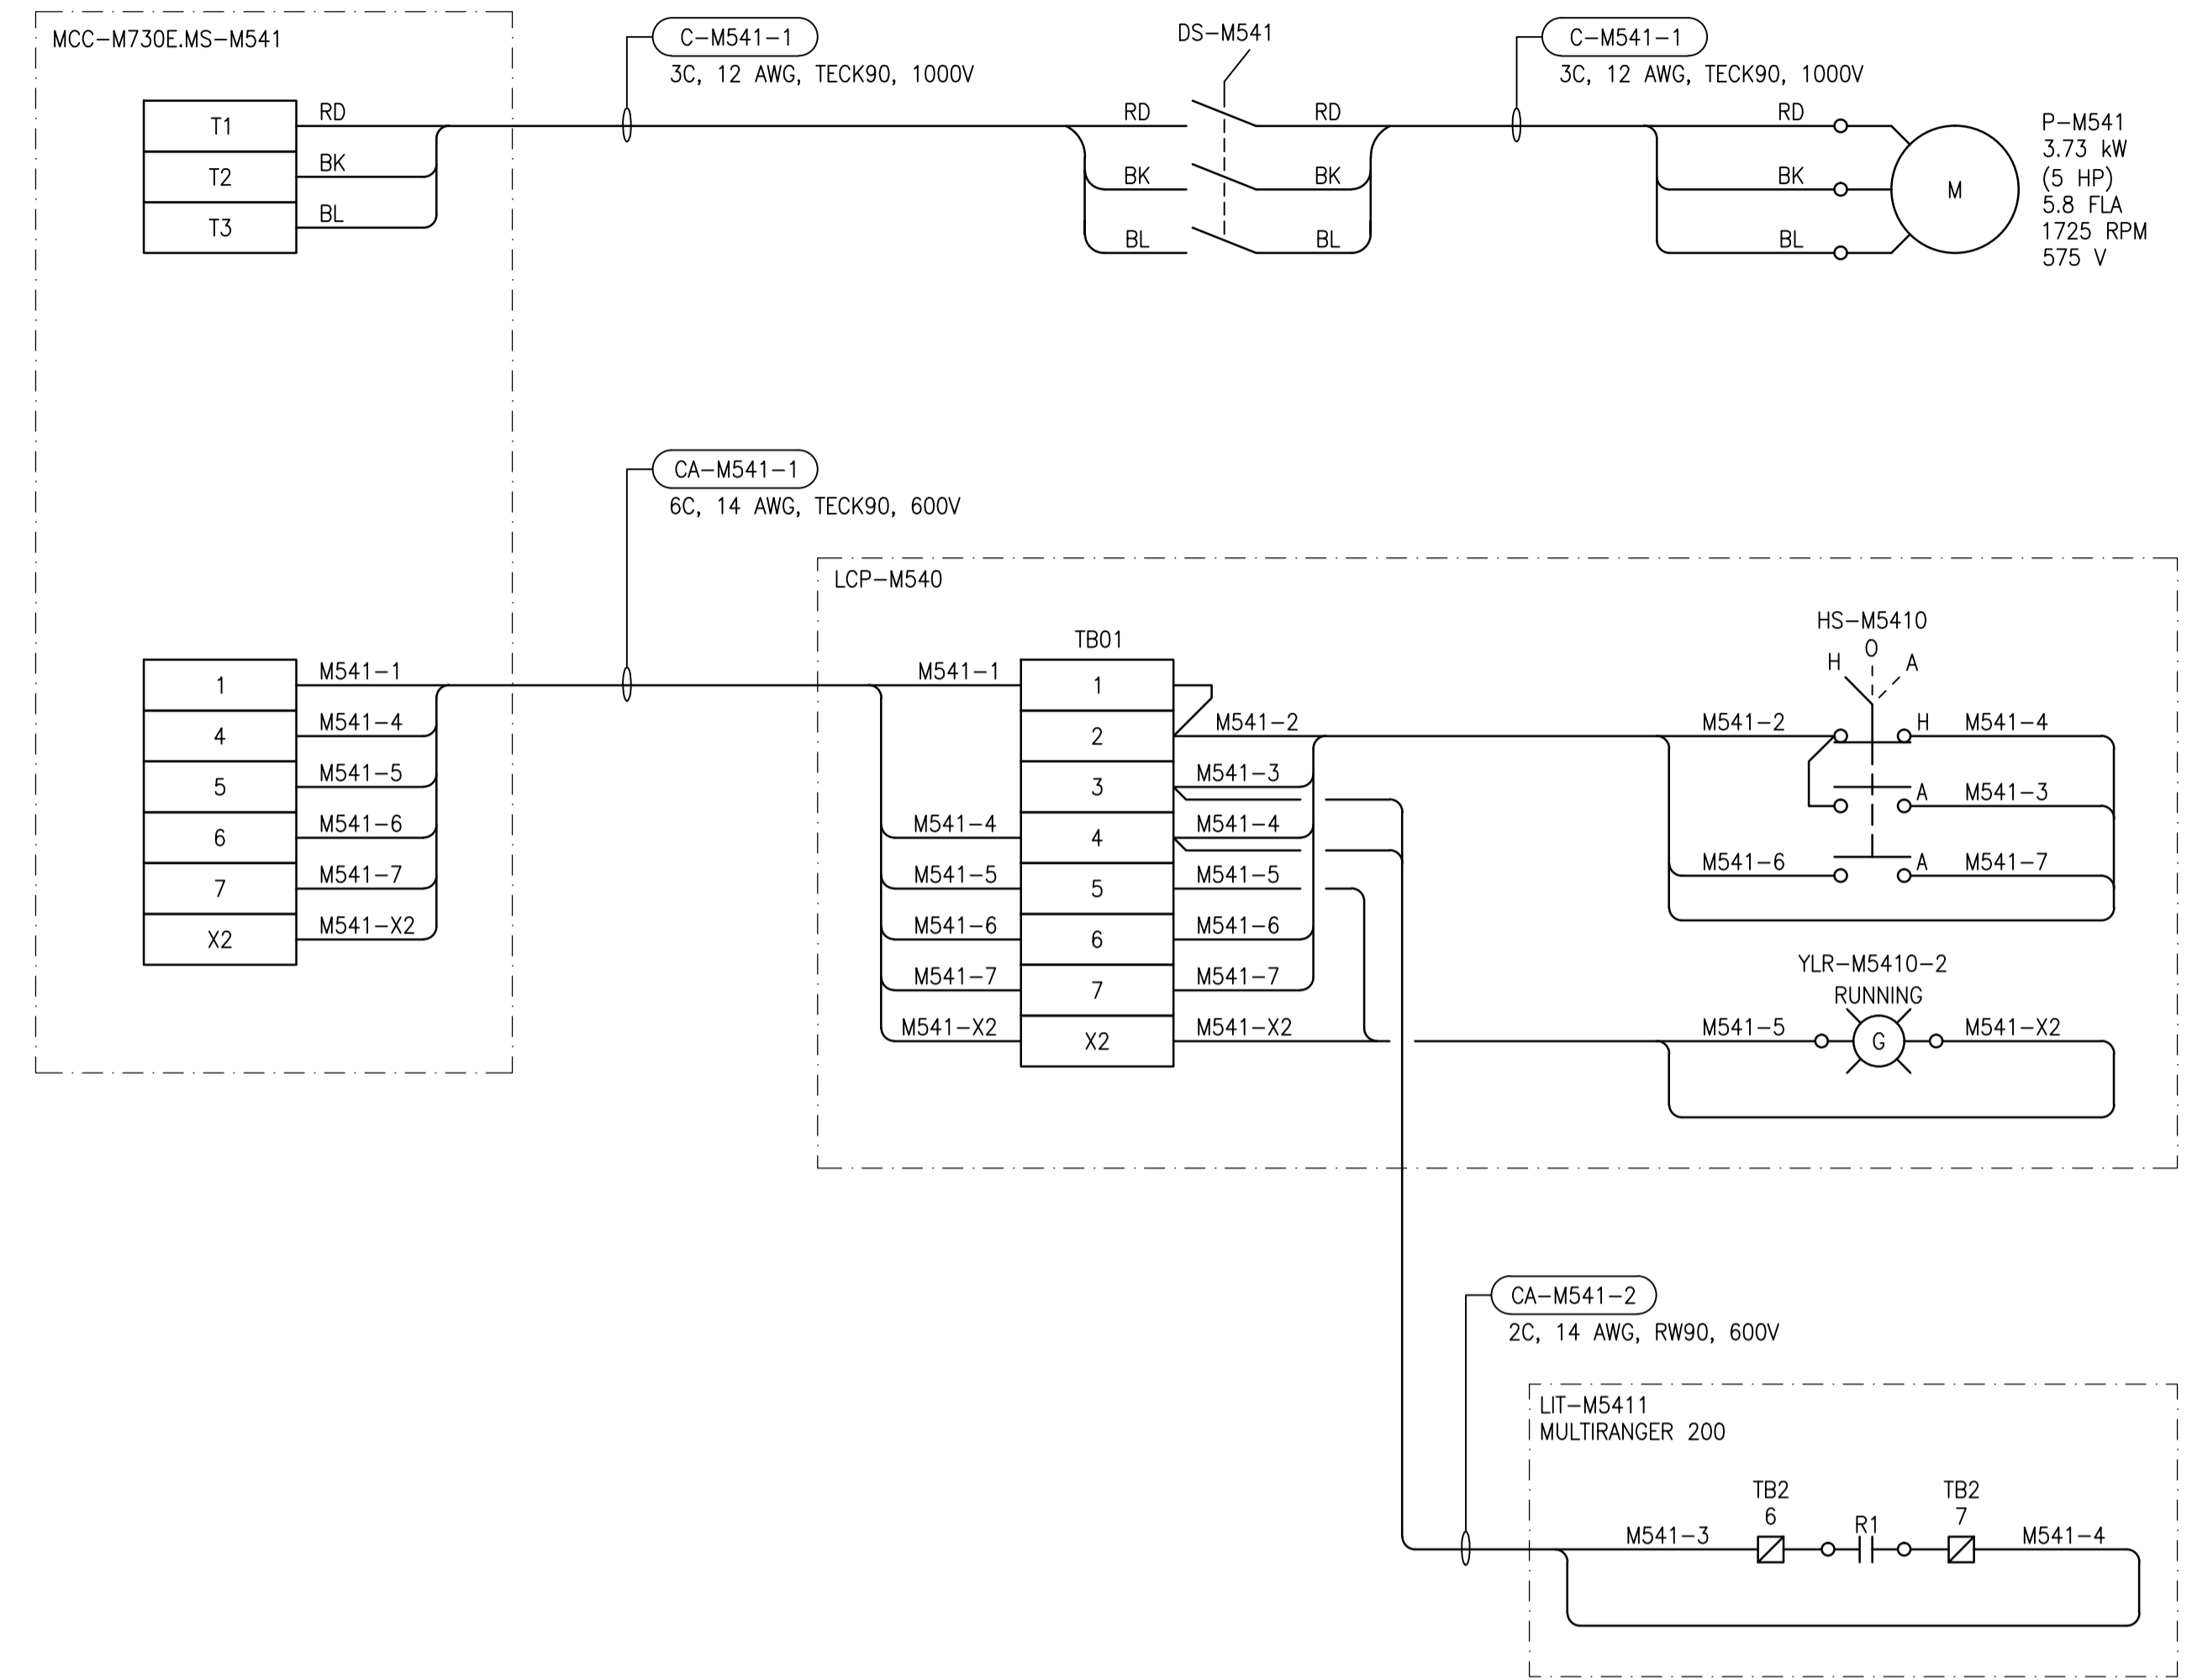 MCC-M730E.MS-M541
C-M541-1
3C, 12 AWG, TECK90, 1000V
DS-M541
C-M541-1
3C, 12 AWG, TECK90, 1000V
T1
RD
RD
RD
RD
T2
BK
BK
BK
BK
T3
BL
BL
BL
BL
M
P-M541
3.73 kW
(5 HP)
5.8 FLA
1725 RPM
575 V
CA-M541-1
6C, 14 AWG, TECK90, 600V
1
M541-1
4
M541-4
5
M541-5
6
M541-6
7
M541-7
X2
M541-X2
LCP-M540
TB01
M541-1
1
2
M541-2
3
M541-3
M541-4
4
M541-4
M541-5
5
M541-5
M541-6
6
M541-6
M541-7
7
M541-7
M541-X2
X2
M541-X2
HS-M5410
H
O
A
M541-2
H
M541-4
A
M541-3
M541-6
A
M541-7
YLR-M5410-2
RUNNING
M541-5
G
M541-X2
CA-M541-2
2C, 14 AWG, RW90, 600V
LIT-M5411
MULTIRANGER 200
M541-3
TB2
6
R1
TB2
7
M541-4